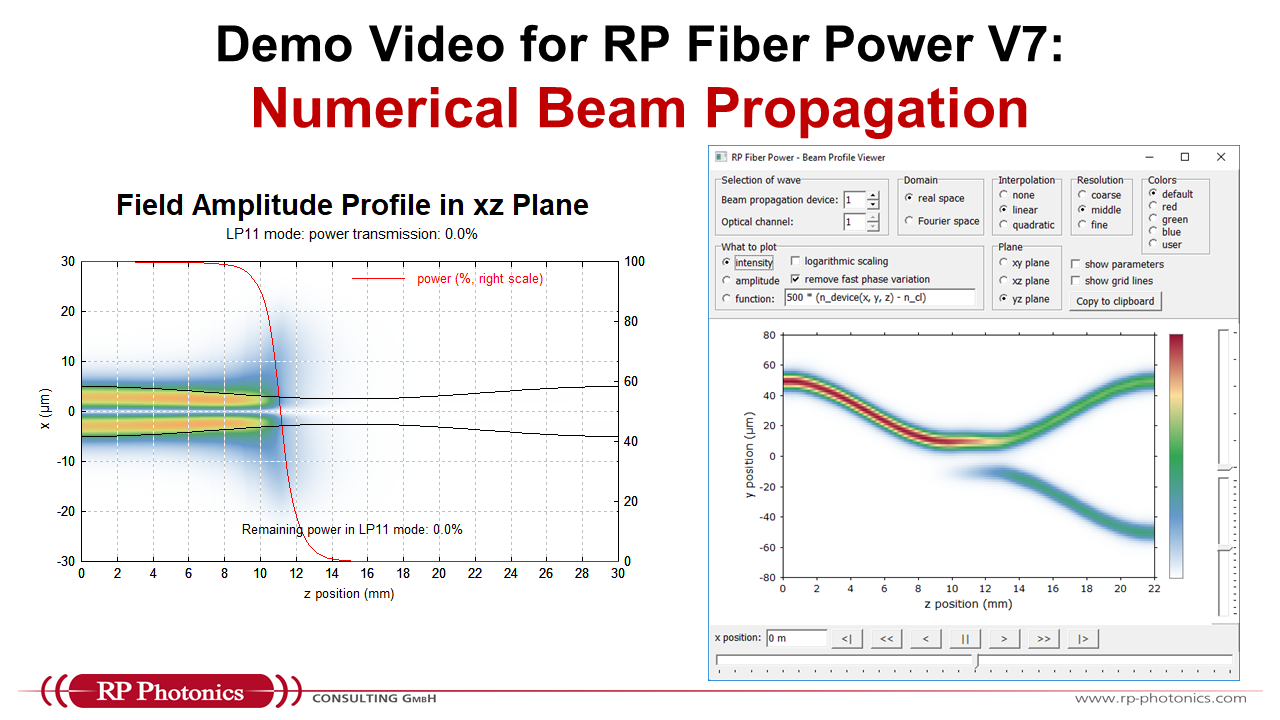 Demo Video for RP Fiber Power V7:
Numerical Beam Propagation
Field Amplitude Profile in xz Plane
LP11 mode: power transmission: 0.0%
power (%, right scale)
30
20
10
0
-10
-20
-30
x (µm)
100
80
60
40
20
0
Remaining power in LP11 mode: 0.0%
0 2 4 6 8 10 12 14 16 18 20 22 24 26 28 30
z position (mm)
RP Fiber Power - Beam Profile Viewer
Selection of wave
Beam propagation device: 1
Optical channel: 1
Domain
real space
Fourier space
Interpolation
none
linear
quadratic
Resolution
coarse
middle
fine
Colors
default
red
green
blue
user
What to plot
intensity
logarithmic scaling
amplitude
remove fast phase variation
function: 500 * (n_device(x, y, z) - n_cl)
Plane
xy plane
xz plane
yz plane
show parameters
show grid lines
Copy to clipboard
80
60
40
20
0
-20
-40
-60
-80
y position (µm)
0 2 4 6 8 10 12 14 16 18 20 22
z position (mm)
x position: 0 m <| << < || > >> |>
RP Photonics
CONSULTING GMBH
www.rp-photonics.com